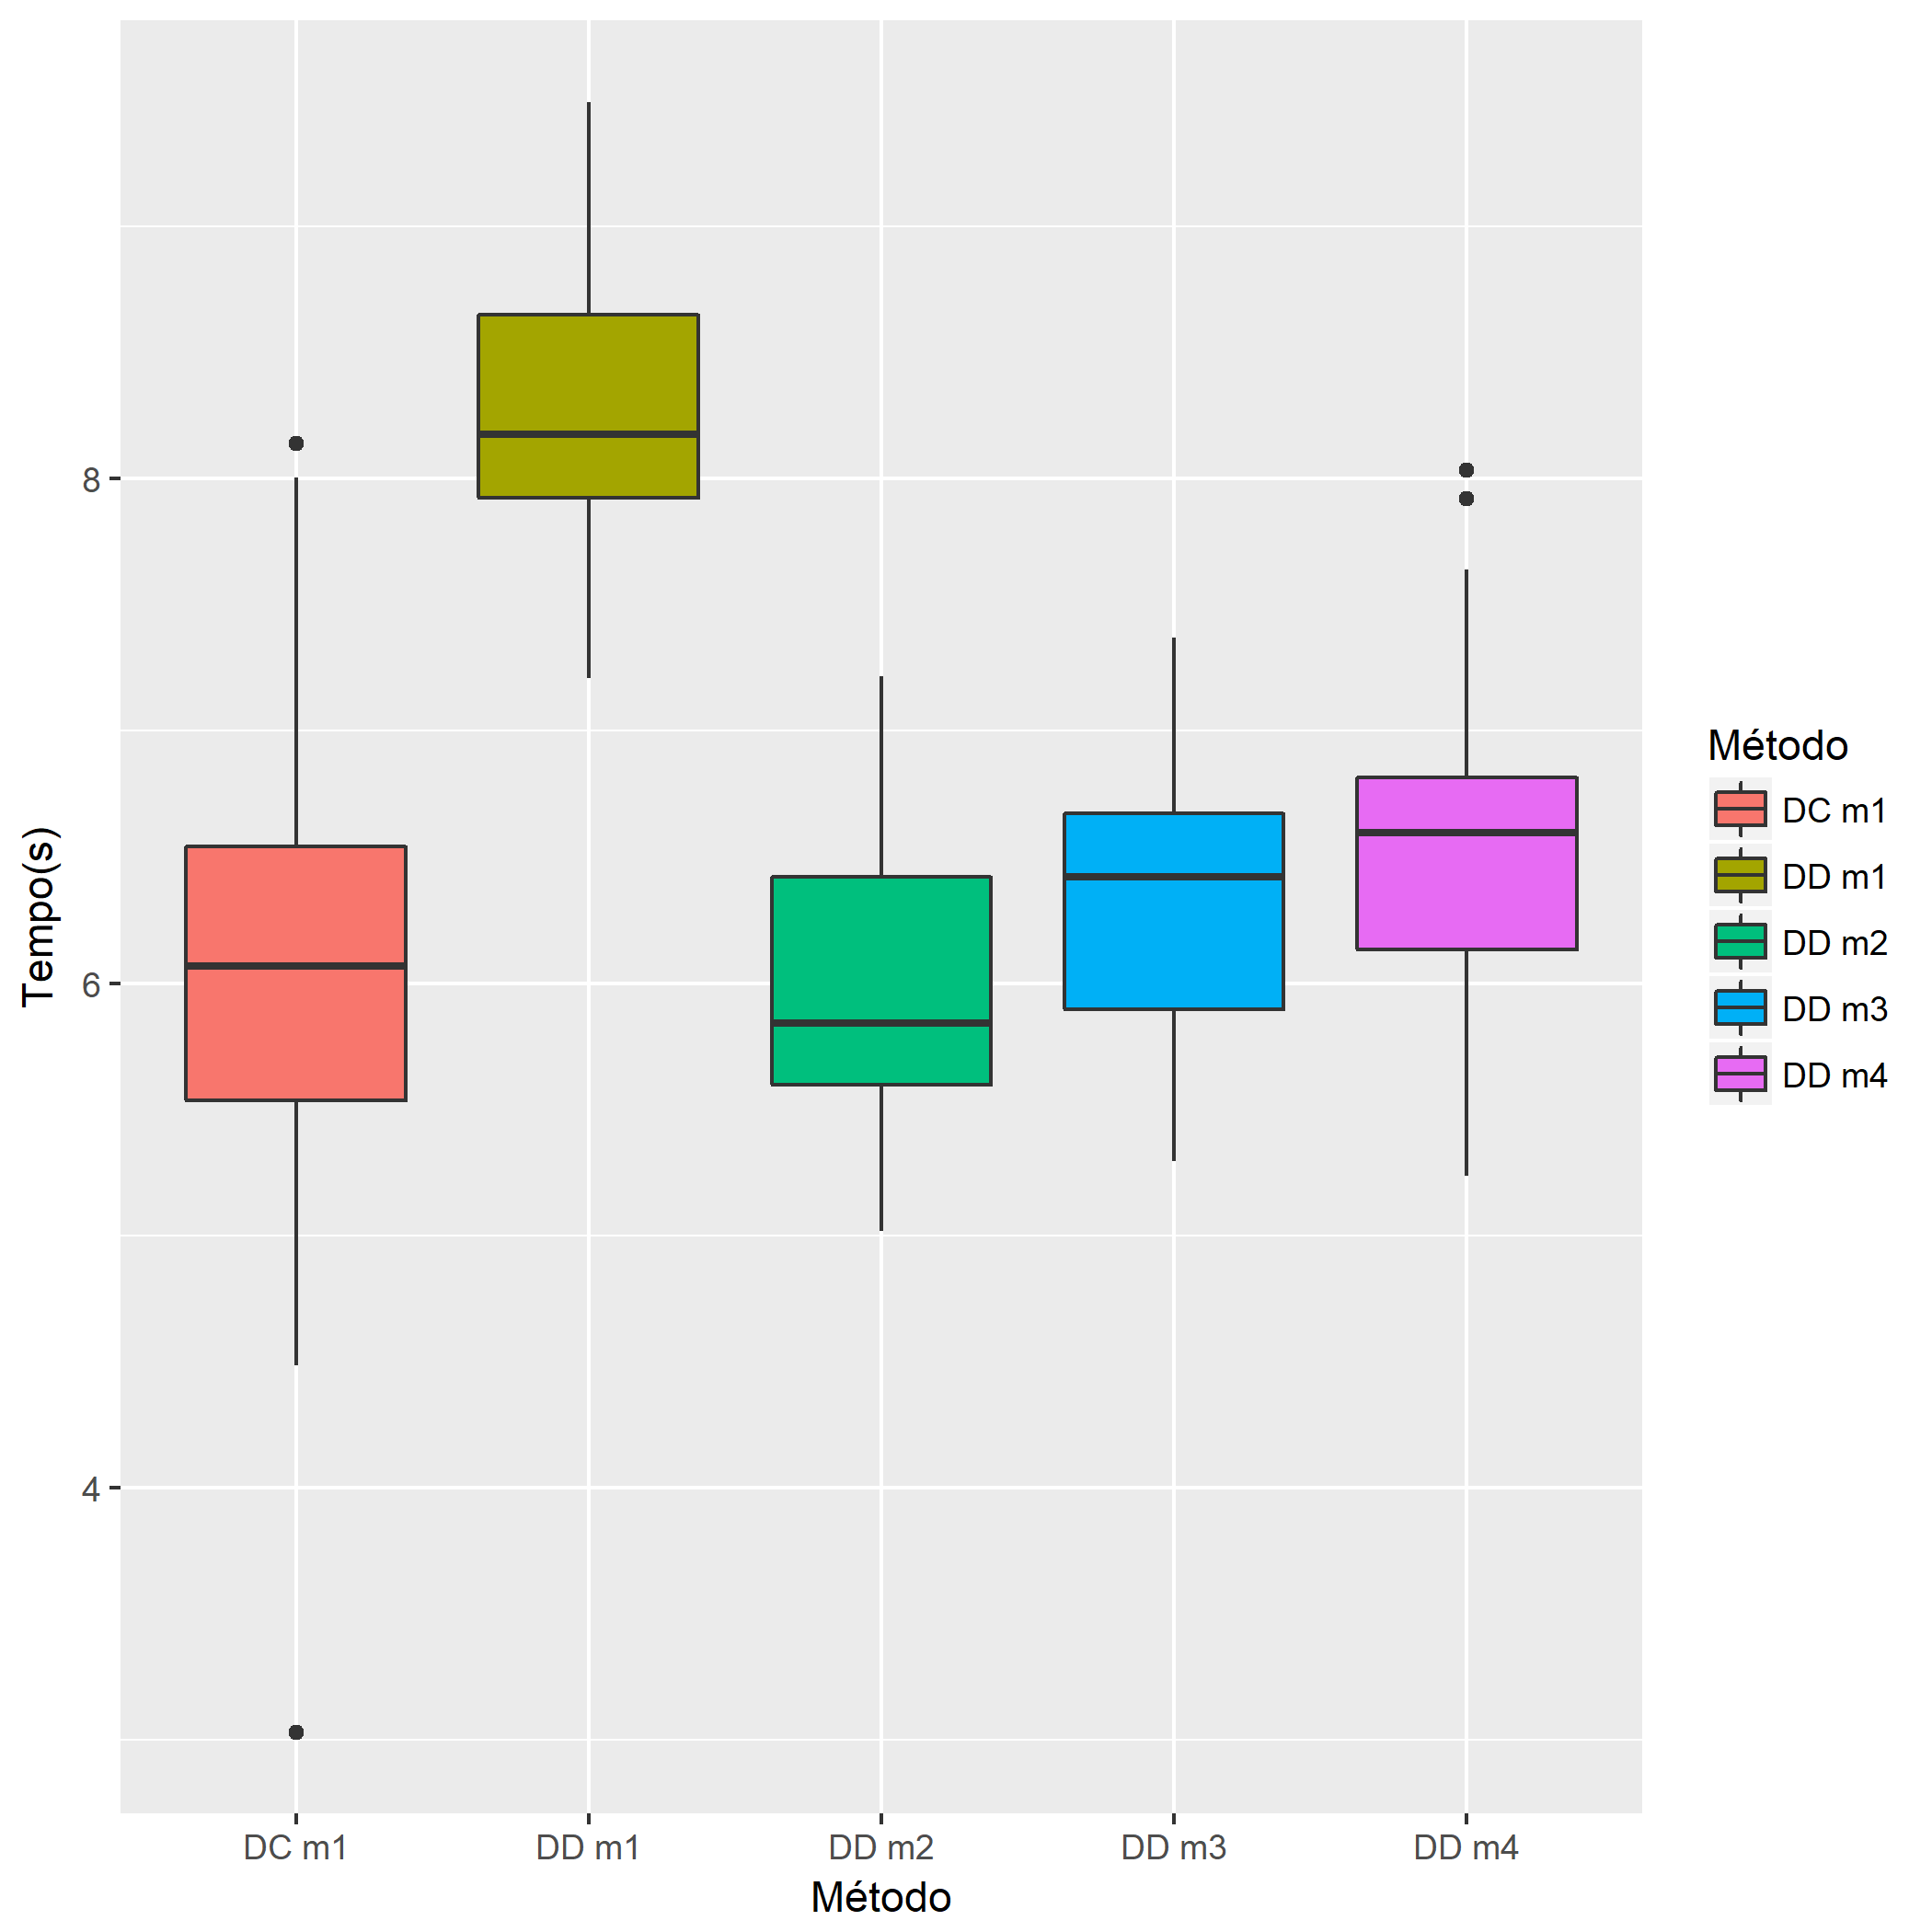 Tempo(s)
8
6
4
DC m1
DD m1
DD m2
DD m3
DD m4
Método
Método
DC m1
DD m1
DD m2
DD m3
DD m4